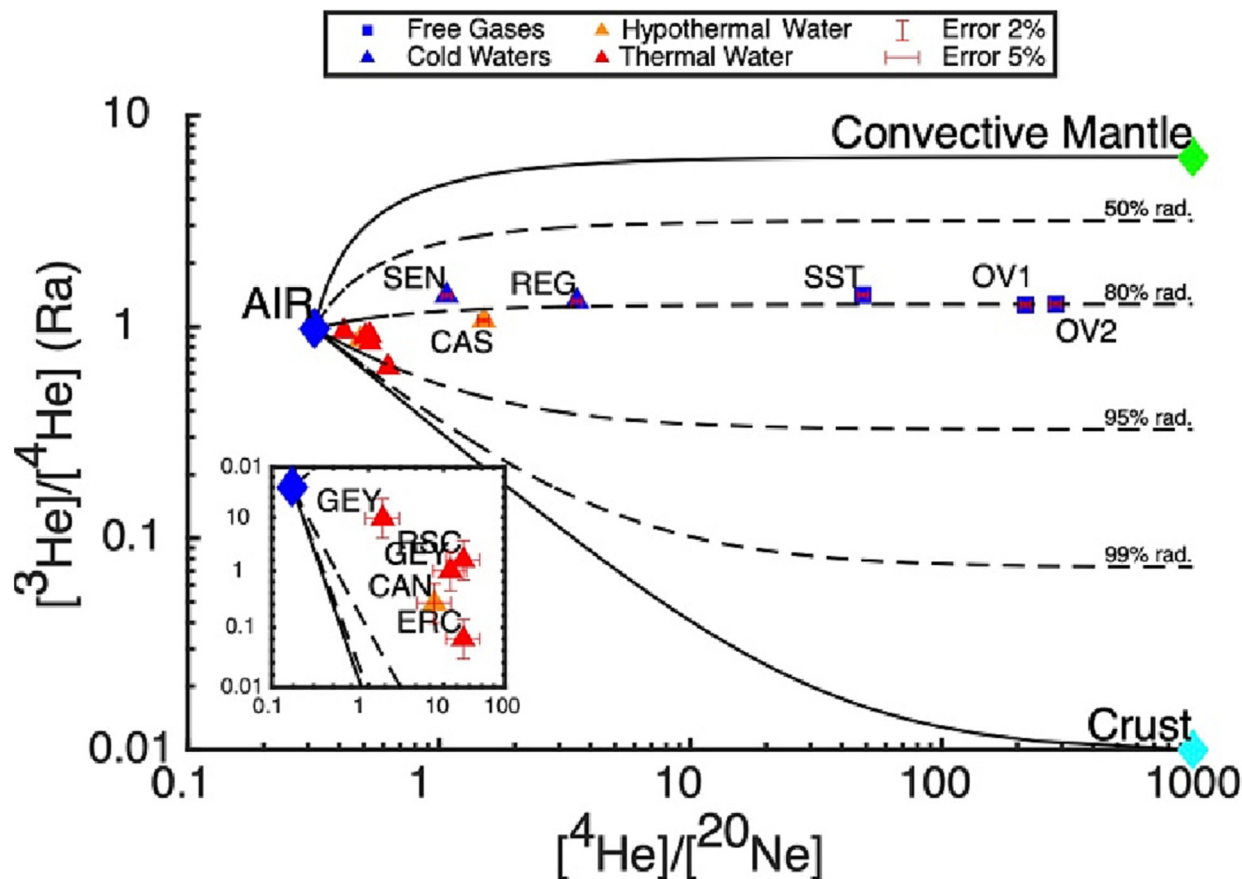 Free Gases Hypothermal Water Error 2%
Cold Waters Thermal Water Error 5%
10
Convective Mantle
50% rad.
SEN REG SST OV1
80% rad.
AIR
1
CAS OV2
[³He]/[⁴He] (Ra)
95% rad.
0.01
GEY
10
RSC
GEY
1
CAN
0.1
ERC
0.01
0.1 1 10 100
0.1
99% rad.
Crust
0.01
0.1 1 10 100 1000
[⁴He]/[²⁰Ne]